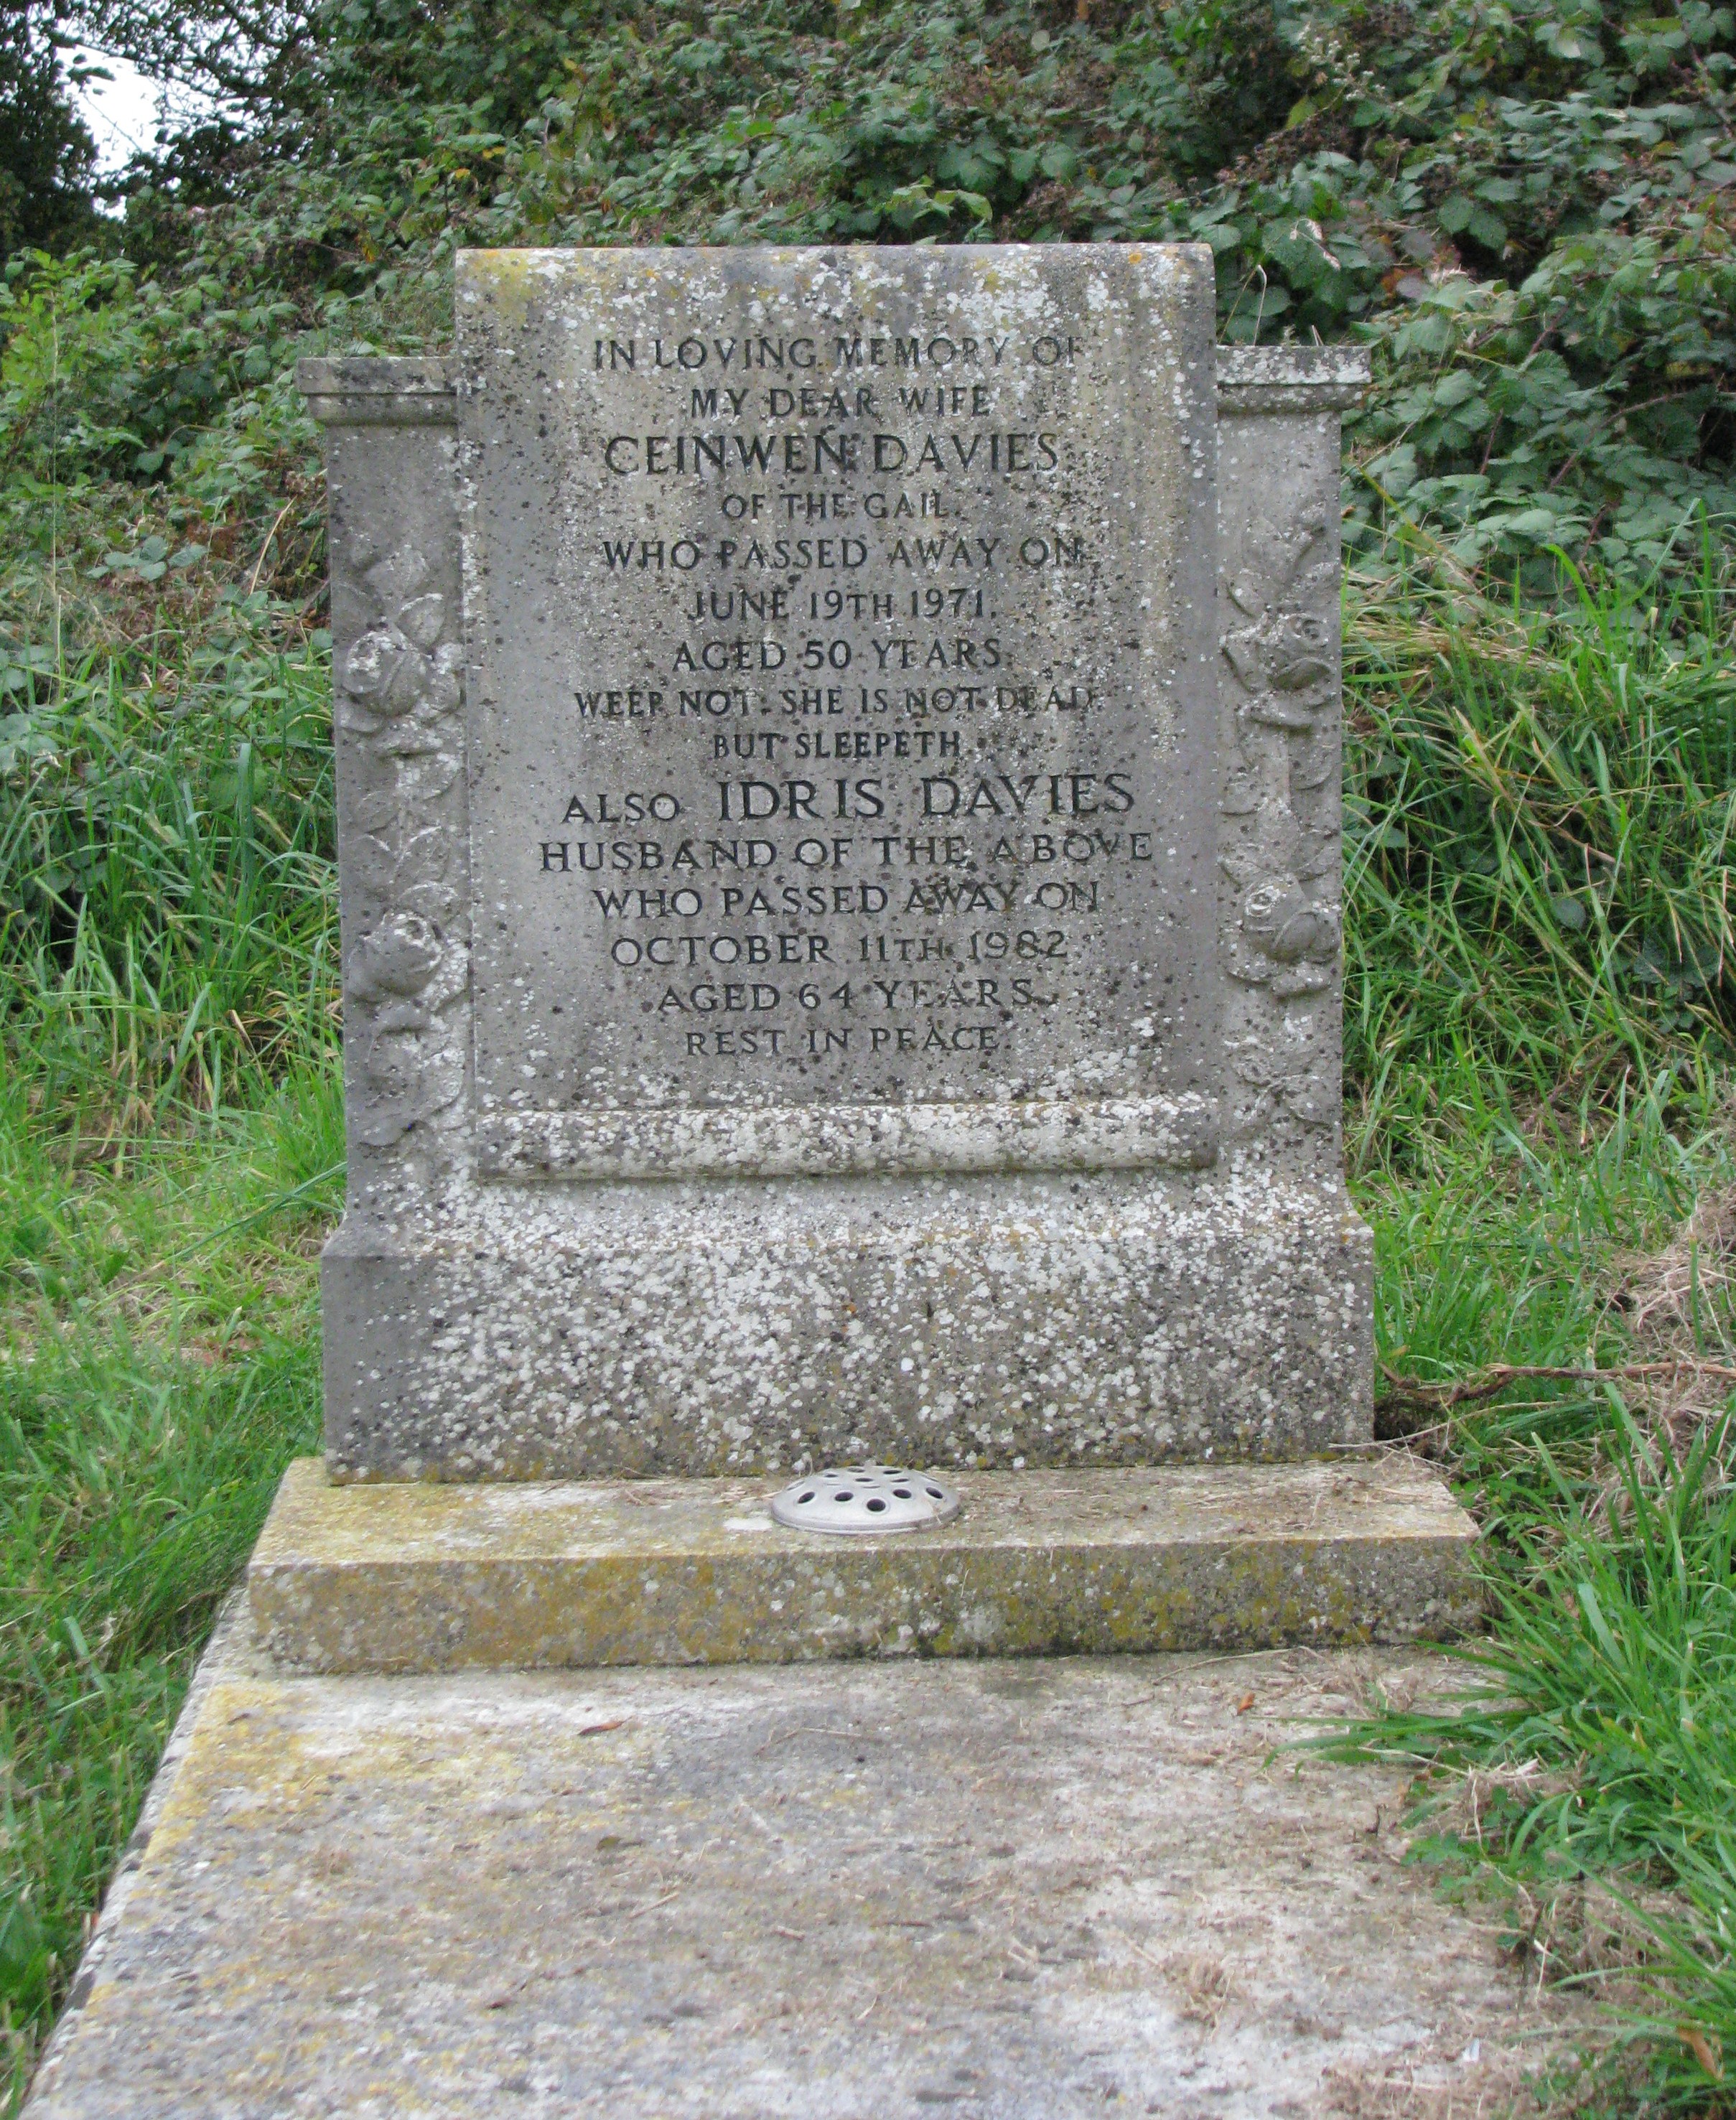 IN LOVING MEMORY OF
MY DEAR WIFE
CEINWEN DAVIES
OF THE GAIL.
WHO PASSED AWAY ON
JUNE 19TH 1971.
AGED 50 YEARS
WEEP NOT. SHE IS NOT DEAD
BUT SLEEPETH
ALSO IDRIS DAVIES
HUSBAND OF THE ABOVE
WHO PASSED AWAY ON
OCTOBER 11TH 1982
AGED 64 YEARS.
REST IN PEACE.